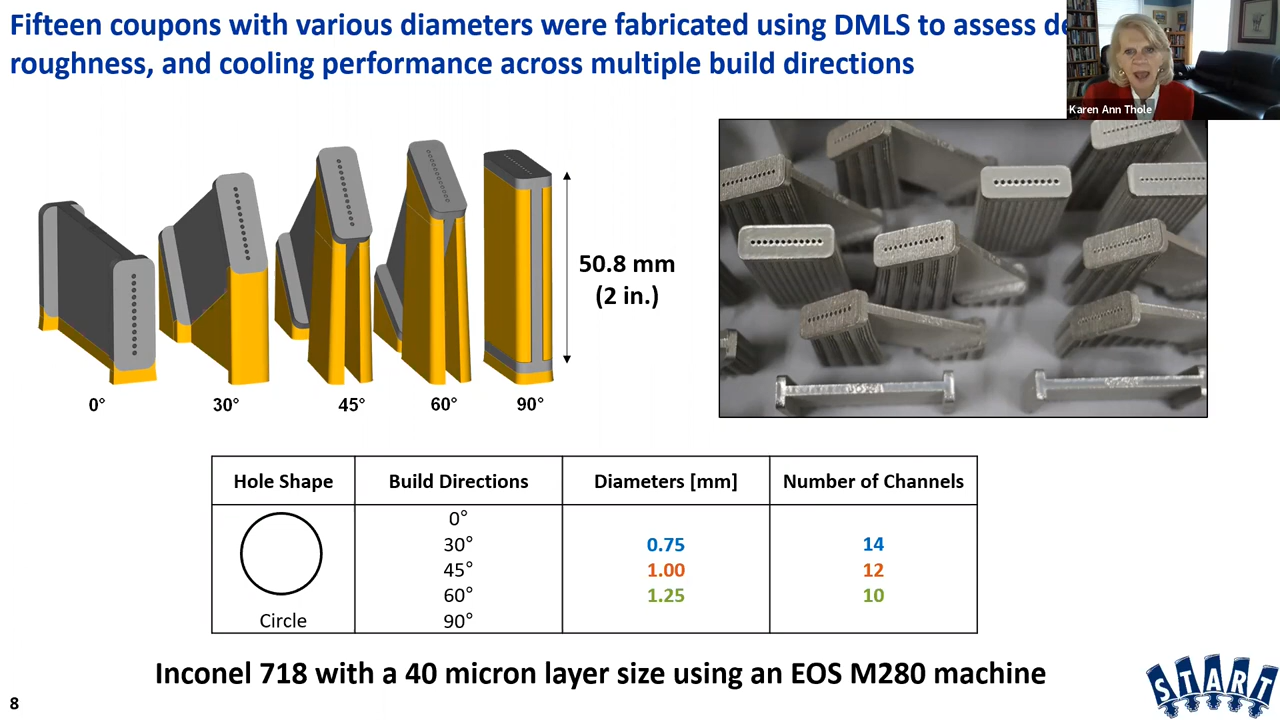 Fifteen coupons with various diameters were fabricated using DMLS to assess
roughness, and cooling performance across multiple build directions
Karen Ann Thole
50.8 mm
(2 in.)
0°
30°
45°
60°
90°
Hole Shape
Build Directions
Diameters [mm]
Number of Channels
Circle
0°
30°
45°
60°
90°
0.75
1.00
1.25
14
12
10
Inconel 718 with a 40 micron layer size using an EOS M280 machine
START
8